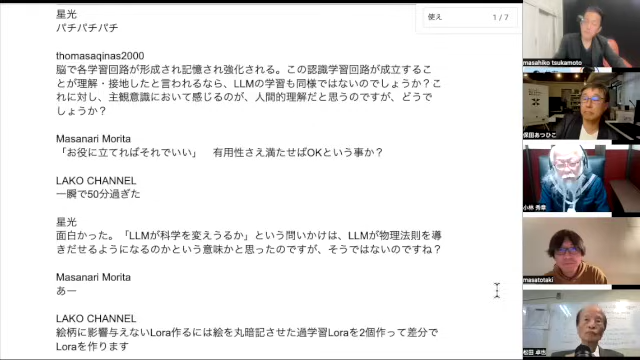 星光
パチパチパチ
使え
1 / 7
thomasaqinas2000
脳で各学習回路が形成され記憶され強化される。この認識学習回路が成立するこ
とが理解・接地したと言われるなら、LLMの学習も同様ではないのでしょうか？こ
れに対し、主観意識において感じるのが、人間的理解だと思うのですが、どうで
しょうか？
Masanari Morita
「お役に立てればそれでいい」　有用性さえ満たせばOKという事か？
LAKO CHANNEL
一瞬で50分過ぎた
星光
面白かった。「LLMが科学を変えうるか」という問いかけは、LLMが物理法則を導
きだせるようになるのかという意味かと思ったのですが、そうではないのですね？
Masanari Morita
あー
LAKO CHANNEL
絵柄に影響与えないLora作るには絵を丸暗記させた過学習Loraを2個作って差分で
Loraを作ります
masahiko tsukamoto
保田あつひこ
小林 秀章
masatotaki
松田 卓也